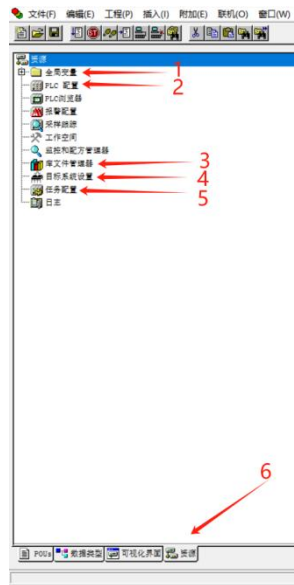 文件(F) 编辑(E) 工程(P) 插入(I) 附加(E) 联机(O) 窗口(W)
资源
全局变量 1
PLC 配置 2
PLC浏览器
报警配置
采样跟踪
工作空间
监控和配方管理器
库文件管理器 3
目标系统设置 4
任务配置 5
日志
6
POUs 数据类型 可视化界面 资源